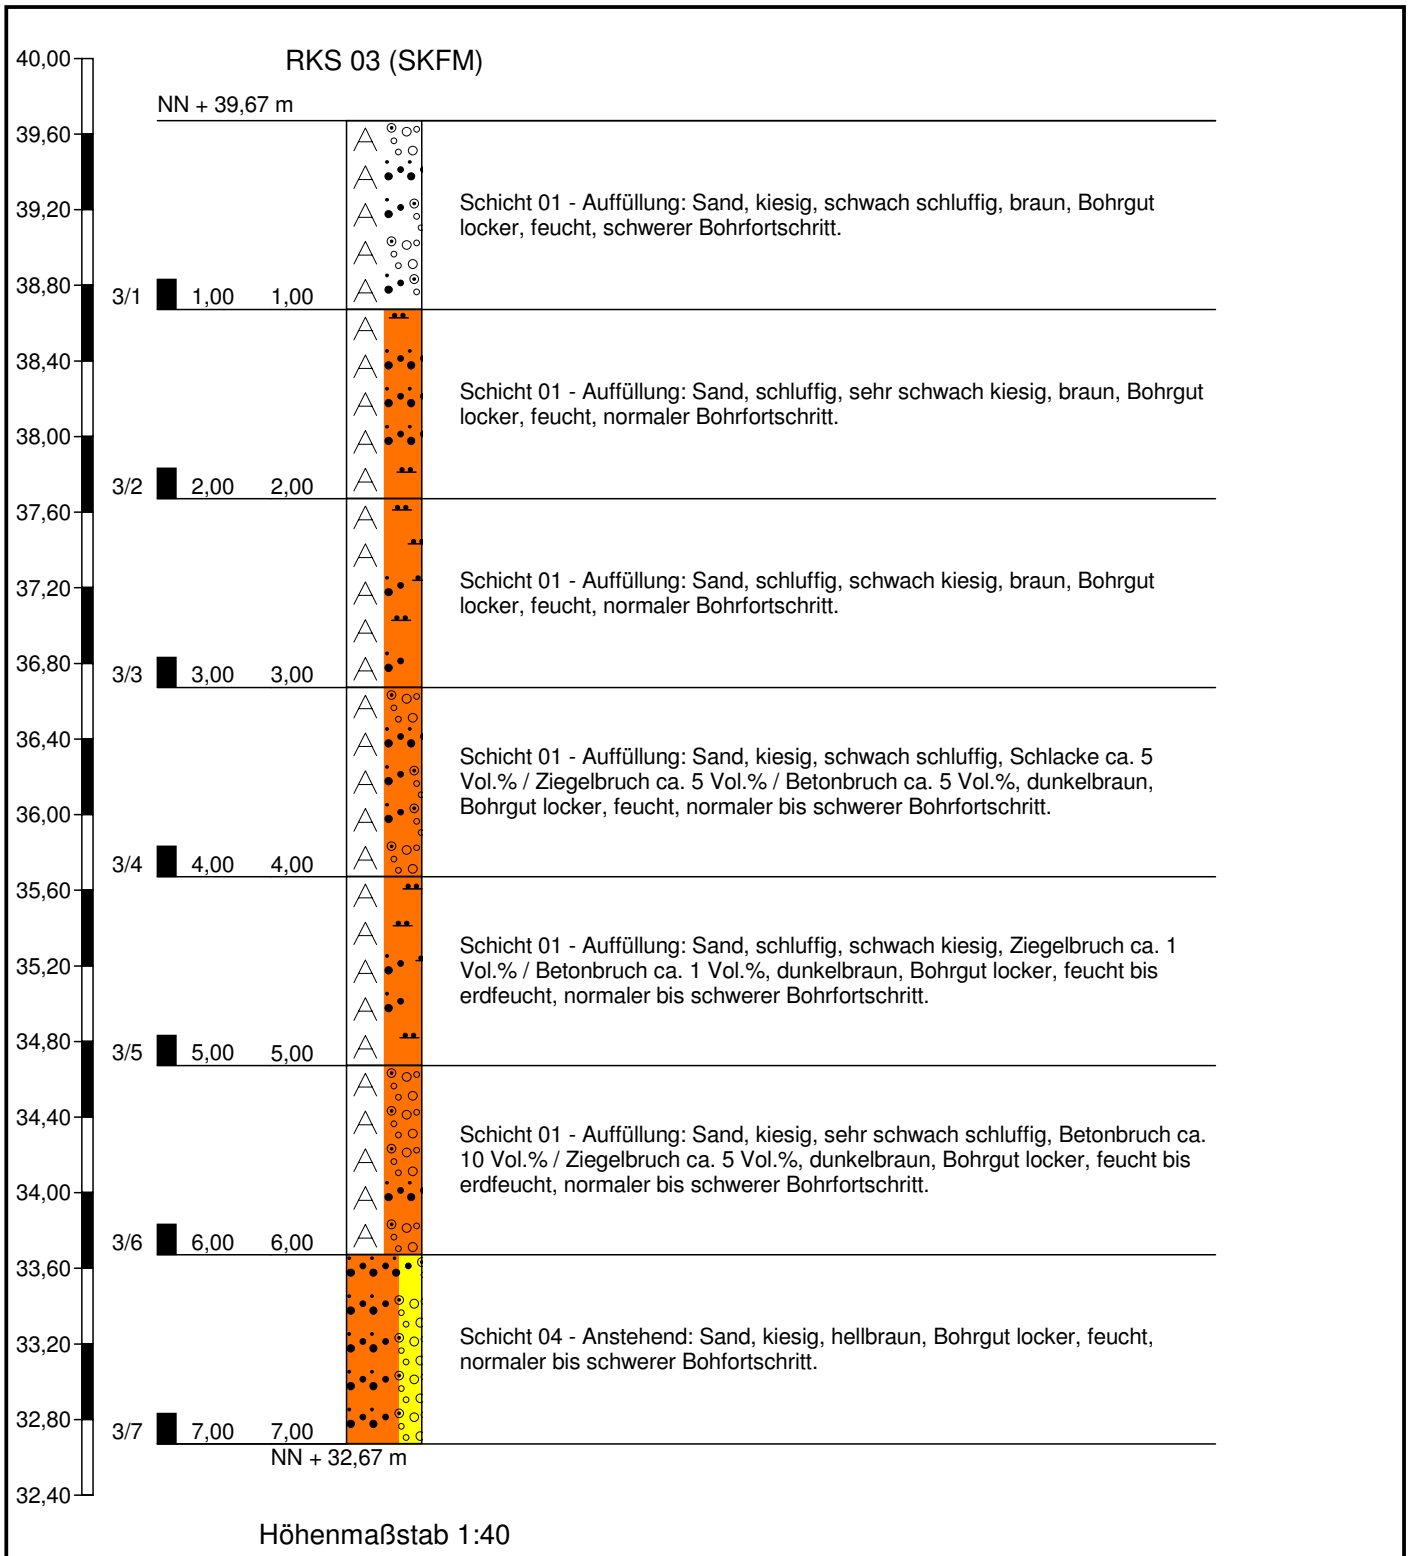 RKS 03 (SKFM)
40,00
NN + 39,67 m
39,60
39,20
Schicht 01 - Auffüllung: Sand, kiesig, schwach schluffig, braun, Bohrgut
locker, feucht, schwerer Bohrfortschritt.
38,80
3/1 1,00 1,00
A A A A A
38,40
Schicht 01 - Auffüllung: Sand, schluffig, sehr schwach kiesig, braun, Bohrgut
locker, feucht, normaler Bohrfortschritt.
38,00
3/2 2,00 2,00
A A A A A
37,60
37,20
Schicht 01 - Auffüllung: Sand, schluffig, schwach kiesig, braun, Bohrgut
locker, feucht, normaler Bohrfortschritt.
36,80
3/3 3,00 3,00
A A A A A
36,40
Schicht 01 - Auffüllung: Sand, kiesig, schwach schluffig, Schlacke ca. 5
Vol.% / Ziegelbruch ca. 5 Vol.% / Betonbruch ca. 5 Vol.%, dunkelbraun,
Bohrgut locker, feucht, normaler bis schwerer Bohrfortschritt.
36,00
3/4 4,00 4,00
A A A A A
35,60
35,20
Schicht 01 - Auffüllung: Sand, schluffig, schwach kiesig, Ziegelbruch ca. 1
Vol.% / Betonbruch ca. 1 Vol.%, dunkelbraun, Bohrgut locker, feucht bis
erdfeucht, normaler bis schwerer Bohrfortschritt.
34,80
3/5 5,00 5,00
A A A A A
34,40
Schicht 01 - Auffüllung: Sand, kiesig, sehr schwach schluffig, Betonbruch ca.
10 Vol.% / Ziegelbruch ca. 5 Vol.%, dunkelbraun, Bohrgut locker, feucht bis
erdfeucht, normaler bis schwerer Bohrfortschritt.
34,00
3/6 6,00 6,00
A A A A A
33,60
33,20
Schicht 04 - Anstehend: Sand, kiesig, hellbraun, Bohrgut locker, feucht,
normaler bis schwerer Bohfortschritt.
32,80
3/7 7,00 7,00
NN + 32,67 m
32,40
Höhenmaßstab 1:40